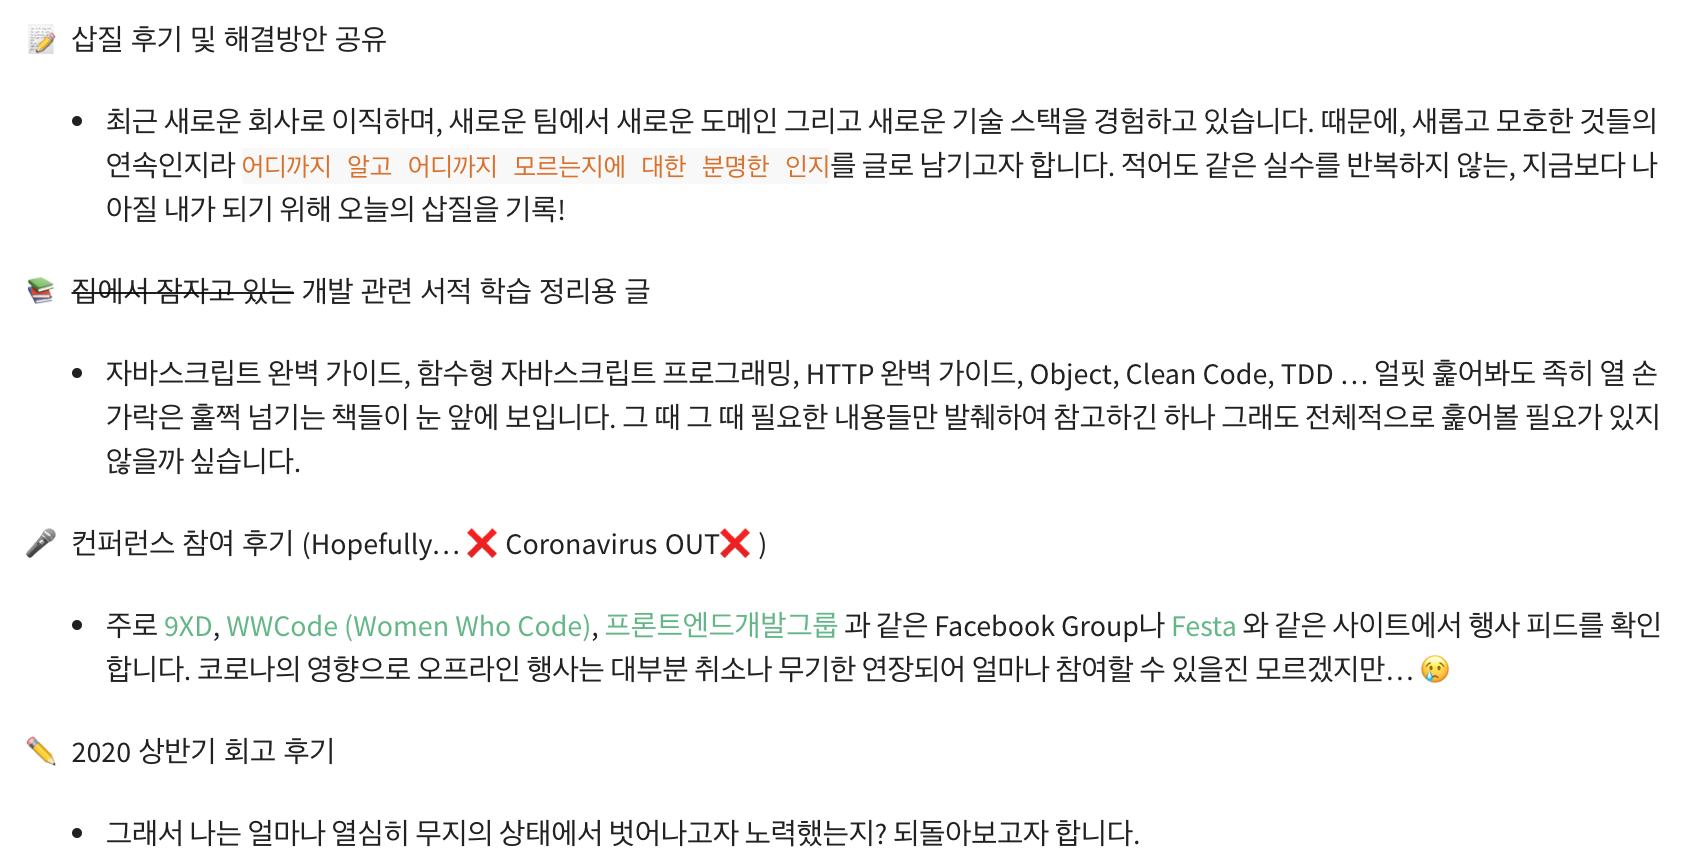 📝 삽질 후기 및 해결방안 공유
• 최근 새로운 회사로 이직하며, 새로운 팀에서 새로운 도메인 그리고 새로운 기술 스택을 경험하고 있습니다. 때문에, 새롭고 모호한 것들의
연속인지라 어디까지 알고 어디까지 모르는지에 대한 분명한 인지를 글로 남기고자 합니다. 적어도 같은 실수를 반복하지 않는, 지금보다 나
아질 내가 되기 위해 오늘의 삽질을 기록!
📚 집에서 잠자고 있는 개발 관련 서적 학습 정리용 글
• 자바스크립트 완벽 가이드, 함수형 자바스크립트 프로그래밍, HTTP 완벽 가이드, Object, Clean Code, TDD … 얼핏 훑어봐도 족히 열 손
가락은 훌쩍 넘기는 책들이 눈 앞에 보입니다. 그 때 그 때 필요한 내용들만 발췌하여 참고하긴 하나 그래도 전체적으로 훑어볼 필요가 있지
않을까 싶습니다.
🎤 컨퍼런스 참여 후기 (Hopefully… ❌ Coronavirus OUT❌ )
• 주로 9XD, WWCode (Women Who Code), 프론트엔드개발그룹 과 같은 Facebook Group나 Festa 와 같은 사이트에서 행사 피드를 확인
합니다. 코로나의 영향으로 오프라인 행사는 대부분 취소나 무기한 연장되어 얼마나 참여할 수 있을진 모르겠지만… 😢
✏️ 2020 상반기 회고 후기
• 그래서 나는 얼마나 열심히 무지의 상태에서 벗어나고자 노력했는지? 되돌아보고자 합니다.